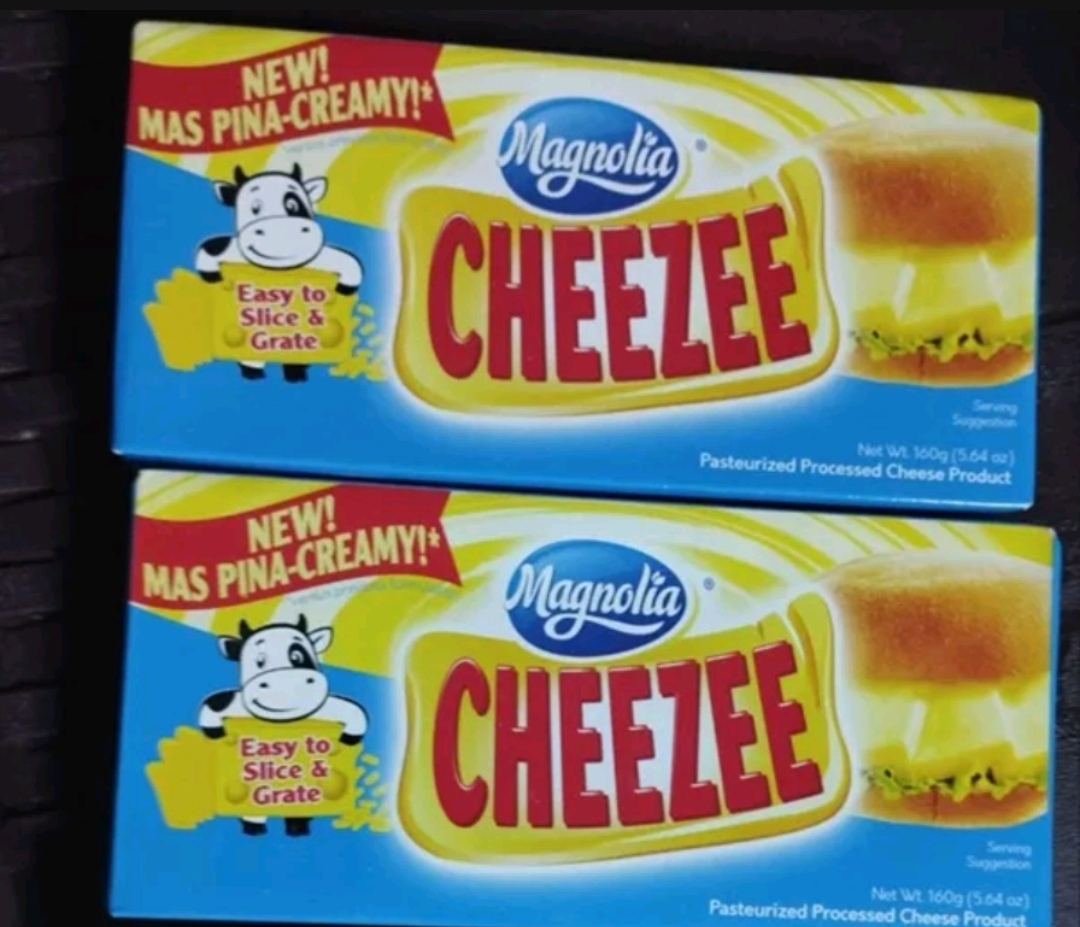 NEW!
MAS PINA-CREAMY!*
Magnolia
®
CHEEZEE
Easy to
Slice &
Grate
Serving
Suggestion
Net Wt. 160g (5.64 oz)
Pasteurized Processed Cheese Product
NEW!
MAS PINA-CREAMY!*
Magnolia
®
CHEEZEE
Easy to
Slice &
Grate
Serving
Suggestion
Net Wt. 160g (5.64 oz)
Pasteurized Processed Cheese Product